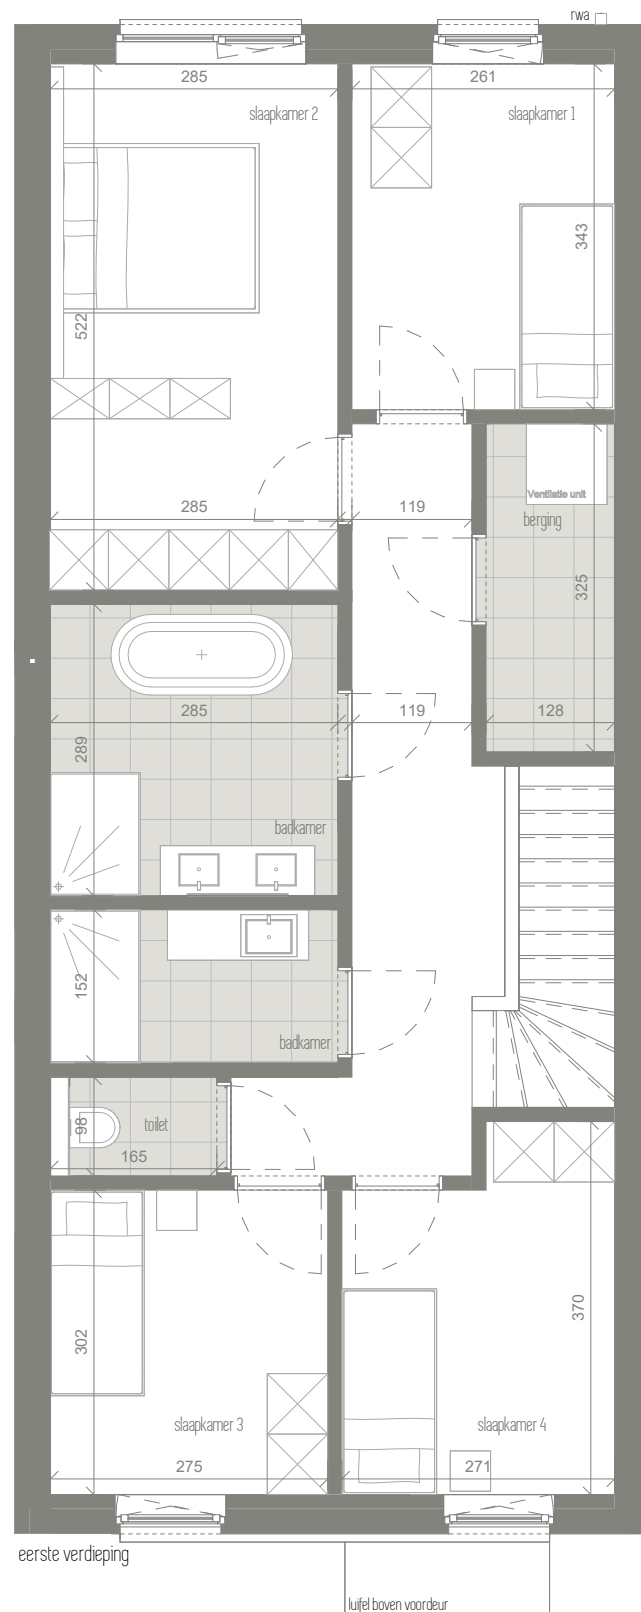 rwa
285
261
slaapkamer 2
slaapkamer 1
343
522
Ventilatie unit
285
119
berging
325
285
119
128
289
badkamer
152
badkamer
98
toilet
165
370
302
slaapkamer 3
slaapkamer 4
275
271
eerste verdieping
luifel boven voordeur